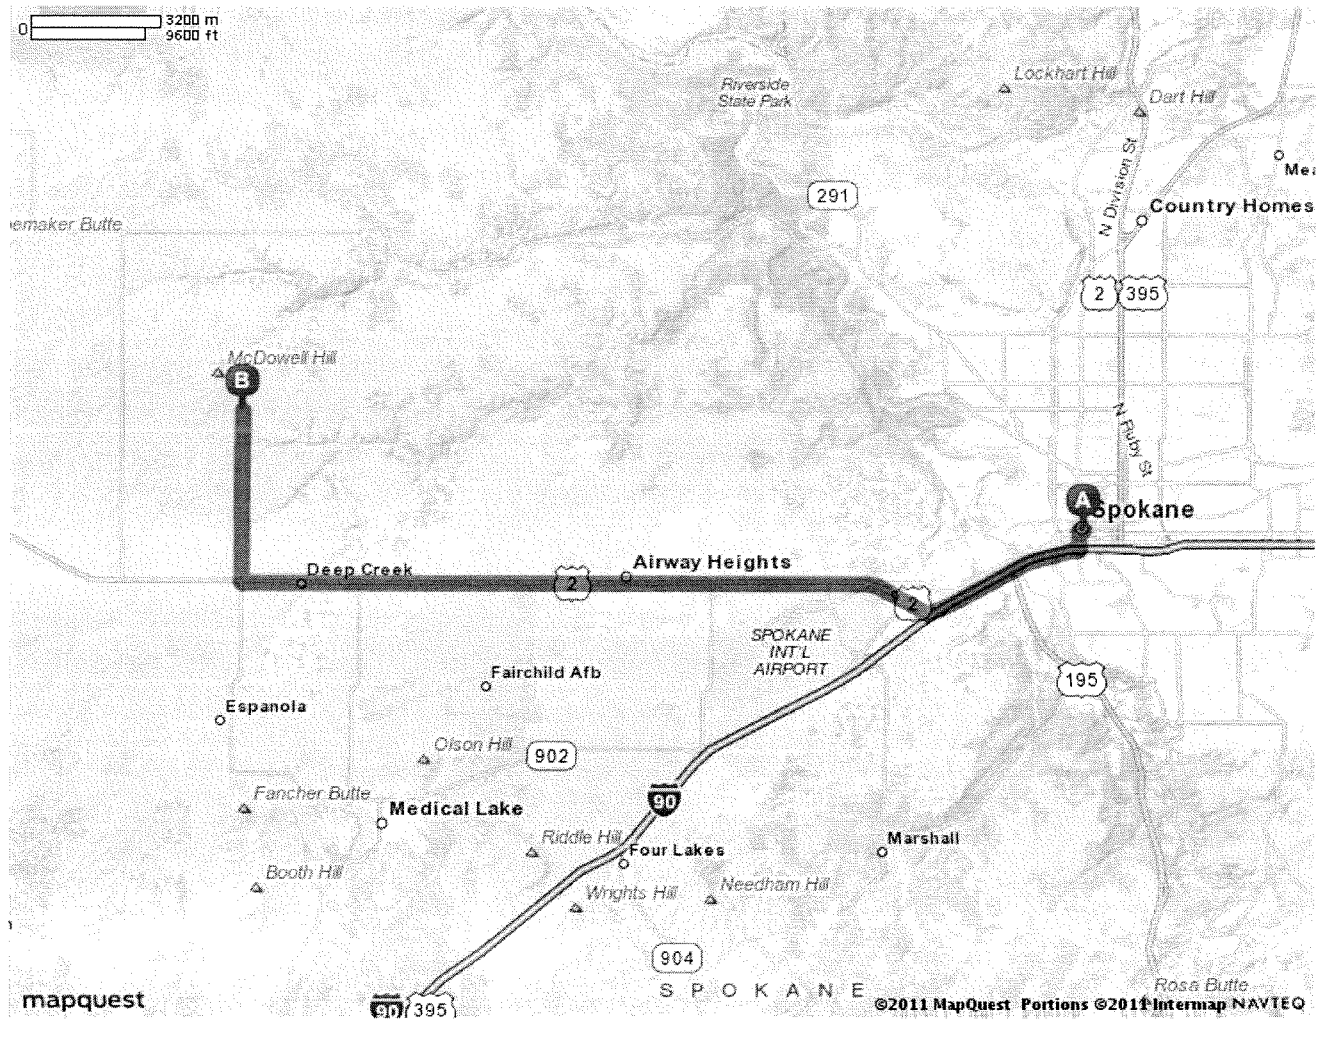 0
3200 m
9600 ft
Lockhart Hill
Riverside
State Park
Dart Hill
N Division St
Mea
291
emaker Butte
Country Homes
2
395
McDowell Hill
B
N Ruby St
A
Spokane
Deep Creek
2
Airway Heights
2
SPOKANE
INT'L
AIRPORT
195
Fairchild Afb
Espanola
Olson Hill
902
Fancher Butte
Medical Lake
90
Riddle Hill
Four Lakes
Marshall
Booth Hill
Wrights Hill
Needham Hill
904
SPOKANE
Rosa Butte
mapquest
90
395
©2011 MapQuest Portions ©2011 Intermap NAVTEQ